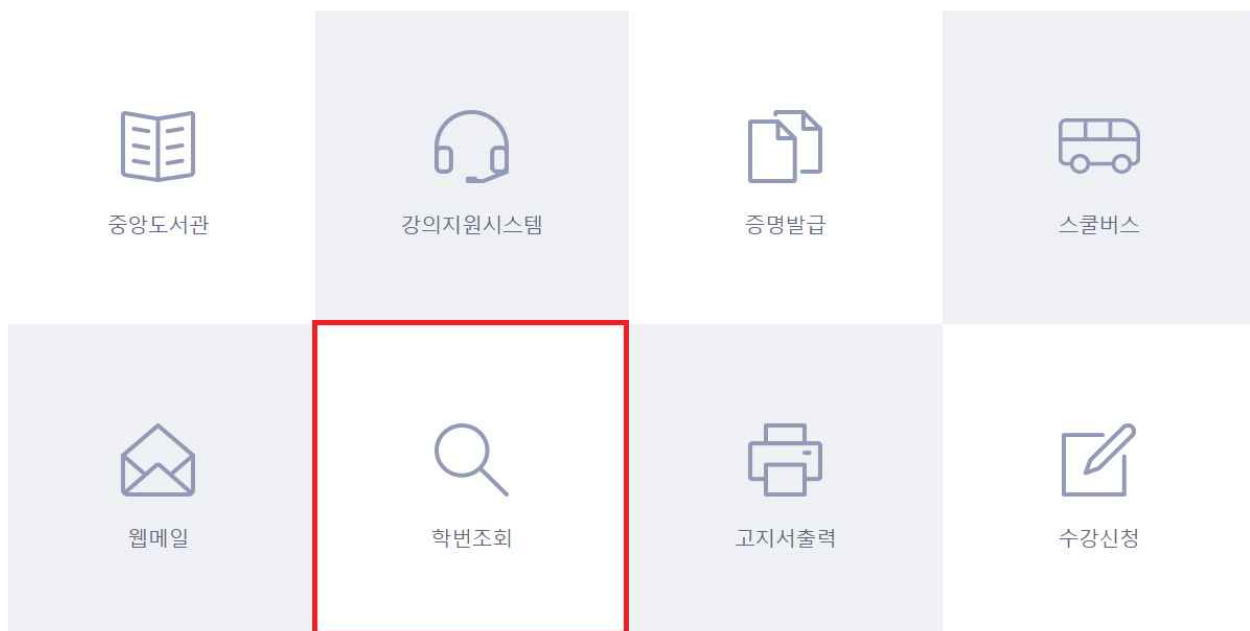 중앙도서관
강의지원시스템
증명발급
스쿨버스
웹메일
학번조회
고지서출력
수강신청